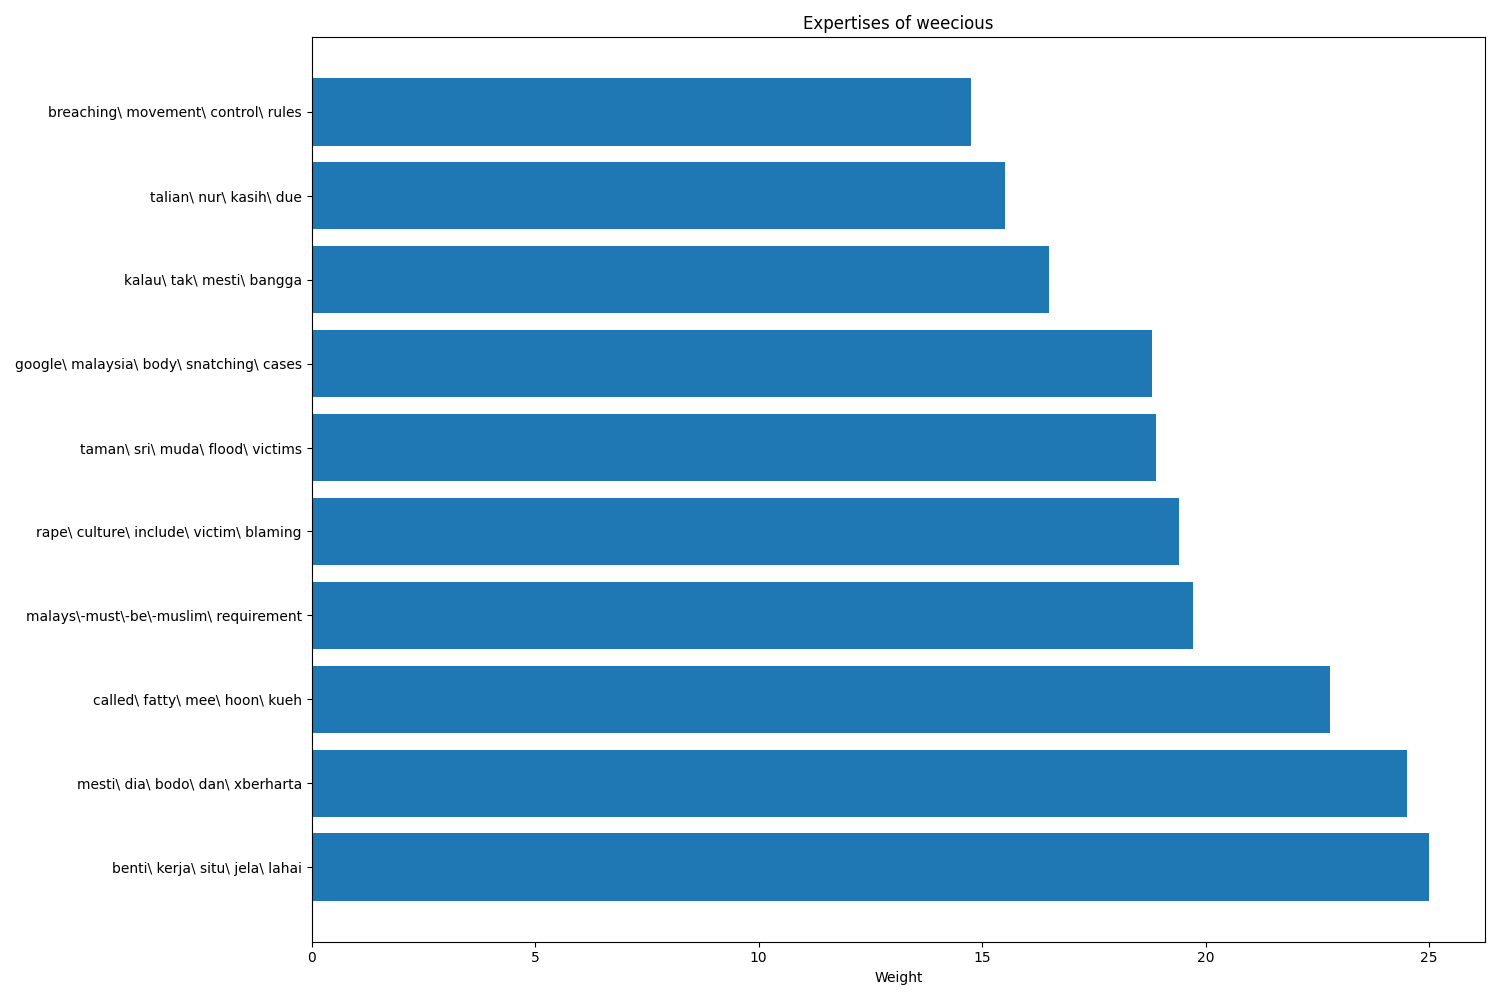 Expertises of weecious
breaching\ movement\ control\ rules
talian\ nur\ kasih\ due
kalau\ tak\ mesti\ bangga
google\ malaysia\ body\ snatching\ cases
taman\ sri\ muda\ flood\ victims
rape\ culture\ include\ victim\ blaming
malays\-must\-be\-muslim\ requirement
called\ fatty\ mee\ hoon\ kueh
mesti\ dia\ bodo\ dan\ xberharta
benti\ kerja\ situ\ jela\ lahai
0 5 10 15 20 25
Weight